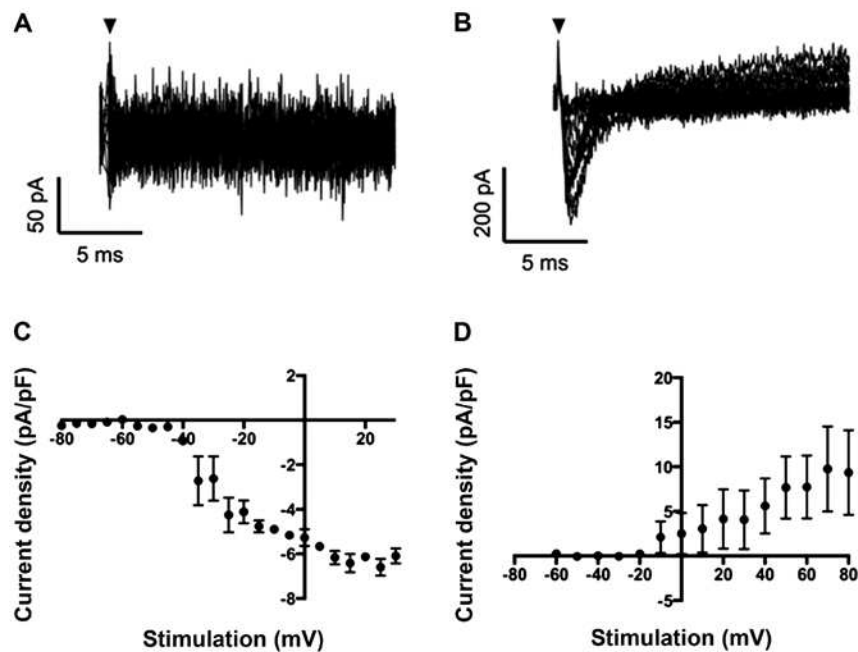 A
50 pA
5 ms
B
200 pA
5 ms
C
Current density (pA/pF)
2
-80 -60 -40 -20 20
-2
-4
-6
-8
Stimulation (mV)
D
Current density (pA/pF)
20
15
10
5
-80 -60 -40 -20 0 20 40 60 80
-5
Stimulation (mV)